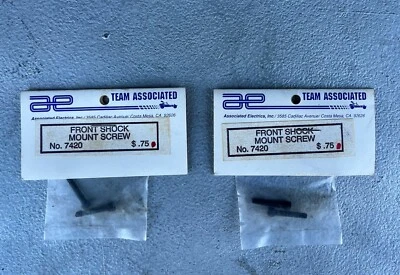 ae TEAM ASSOCIATED
Associated Electrics, Inc./3585 Cadillac Avenue/ Costa Mesa, CA 92626
FRONT SHOCK
MOUNT SCREW
No. 7420 $ .75
ae TEAM ASSOCIATED
Associated Electrics, Inc./3585 Cadillac Avenue/ Costa Mesa, CA 92626
FRONT SHOCK
MOUNT SCREW
No. 7420 $ .75